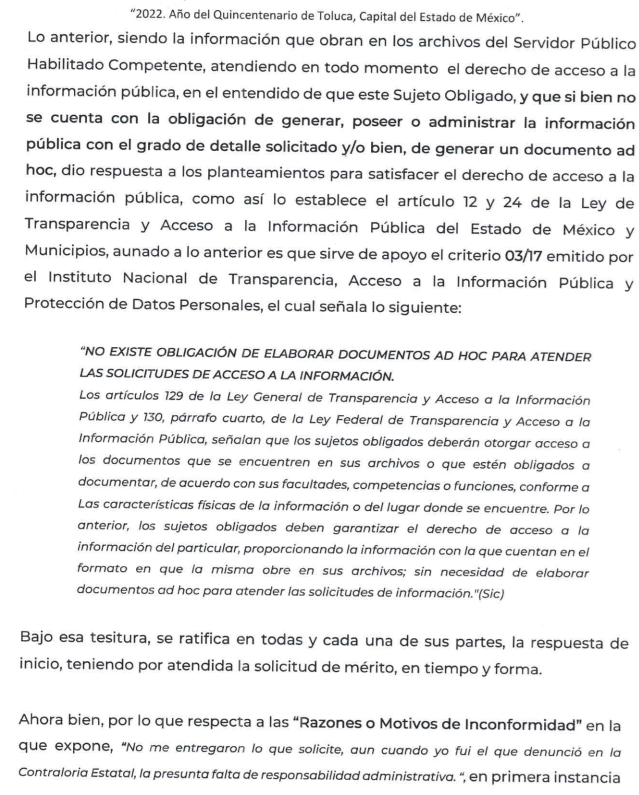 “2022. Año del Quincentenario de Toluca, Capital del Estado de México”.
Lo anterior, siendo la información que obran en los archivos del Servidor Público
Habilitado Competente, atendiendo en todo momento el derecho de acceso a la
información pública, en el entendido de que este Sujeto Obligado, y que si bien no
se cuenta con la obligación de generar, poseer o administrar la información
pública con el grado de detalle solicitado y/o bien, de generar un documento ad
hoc, dio respuesta a los planteamientos para satisfacer el derecho de acceso a la
información pública, como así lo establece el artículo 12 y 24 de la Ley de
Transparencia y Acceso a la Información Pública del Estado de México y
Municipios, aunado a lo anterior es que sirve de apoyo el criterio 03/17 emitido por
el Instituto Nacional de Transparencia, Acceso a la Información Pública y
Protección de Datos Personales, el cual señala lo siguiente:
“NO EXISTE OBLIGACIÓN DE ELABORAR DOCUMENTOS AD HOC PARA ATENDER
LAS SOLICITUDES DE ACCESO A LA INFORMACIÓN.
Los artículos 129 de la Ley General de Transparencia y Acceso a la Información
Pública y 130, párrafo cuarto, de la Ley Federal de Transparencia y Acceso a la
Información Pública, señalan que los sujetos obligados deberán otorgar acceso a
los documentos que se encuentren en sus archivos o que estén obligados a
documentar, de acuerdo con sus facultades, competencias o funciones, conforme a
Las características físicas de la información o del lugar donde se encuentre. Por lo
anterior, los sujetos obligados deben garantizar el derecho de acceso a la
información del particular, proporcionando la información con la que cuentan en el
formato en que la misma obre en sus archivos; sin necesidad de elaborar
documentos ad hoc para atender las solicitudes de información."(Sic)
Bajo esa tesitura, se ratifica en todas y cada una de sus partes, la respuesta de
inicio, teniendo por atendida la solicitud de mérito, en tiempo y forma.
Ahora bien, por lo que respecta a las “Razones o Motivos de Inconformidad” en la
que expone, “No me entregaron lo que solicite, aun cuando yo fui el que denunció en la
Contraloria Estatal, la presunta falta de responsabilidad administrativa. “, en primera instancia